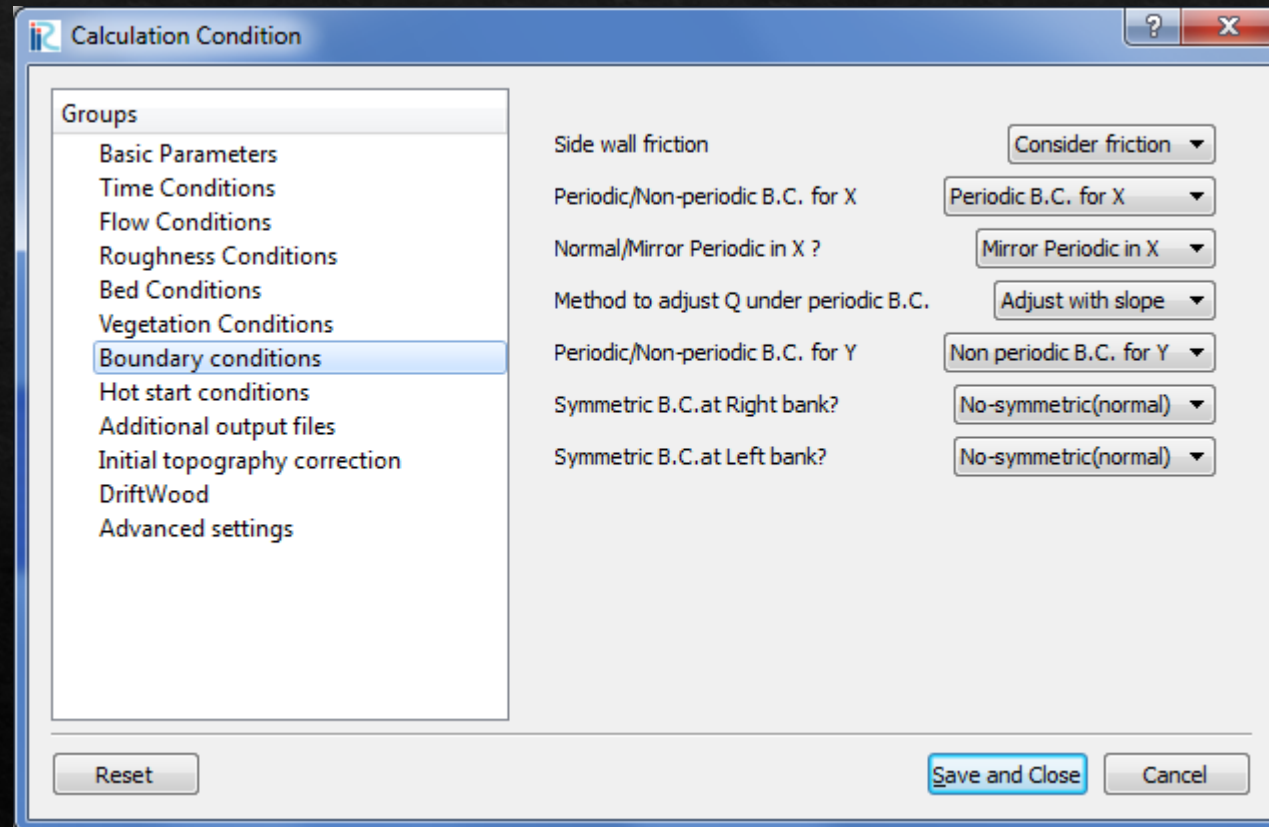 iRiC Calculation Condition
? X
Groups
Basic Parameters
Time Conditions
Flow Conditions
Roughness Conditions
Bed Conditions
Vegetation Conditions
Boundary conditions
Hot start conditions
Additional output files
Initial topography correction
DriftWood
Advanced settings
Side wall friction Consider friction
Periodic/Non-periodic B.C. for X Periodic B.C. for X
Normal/Mirror Periodic in X ? Mirror Periodic in X
Method to adjust Q under periodic B.C. Adjust with slope
Periodic/Non-periodic B.C. for Y Non periodic B.C. for Y
Symmetric B.C.at Right bank? No-symmetric(normal)
Symmetric B.C.at Left bank? No-symmetric(normal)
Reset Save and Close Cancel